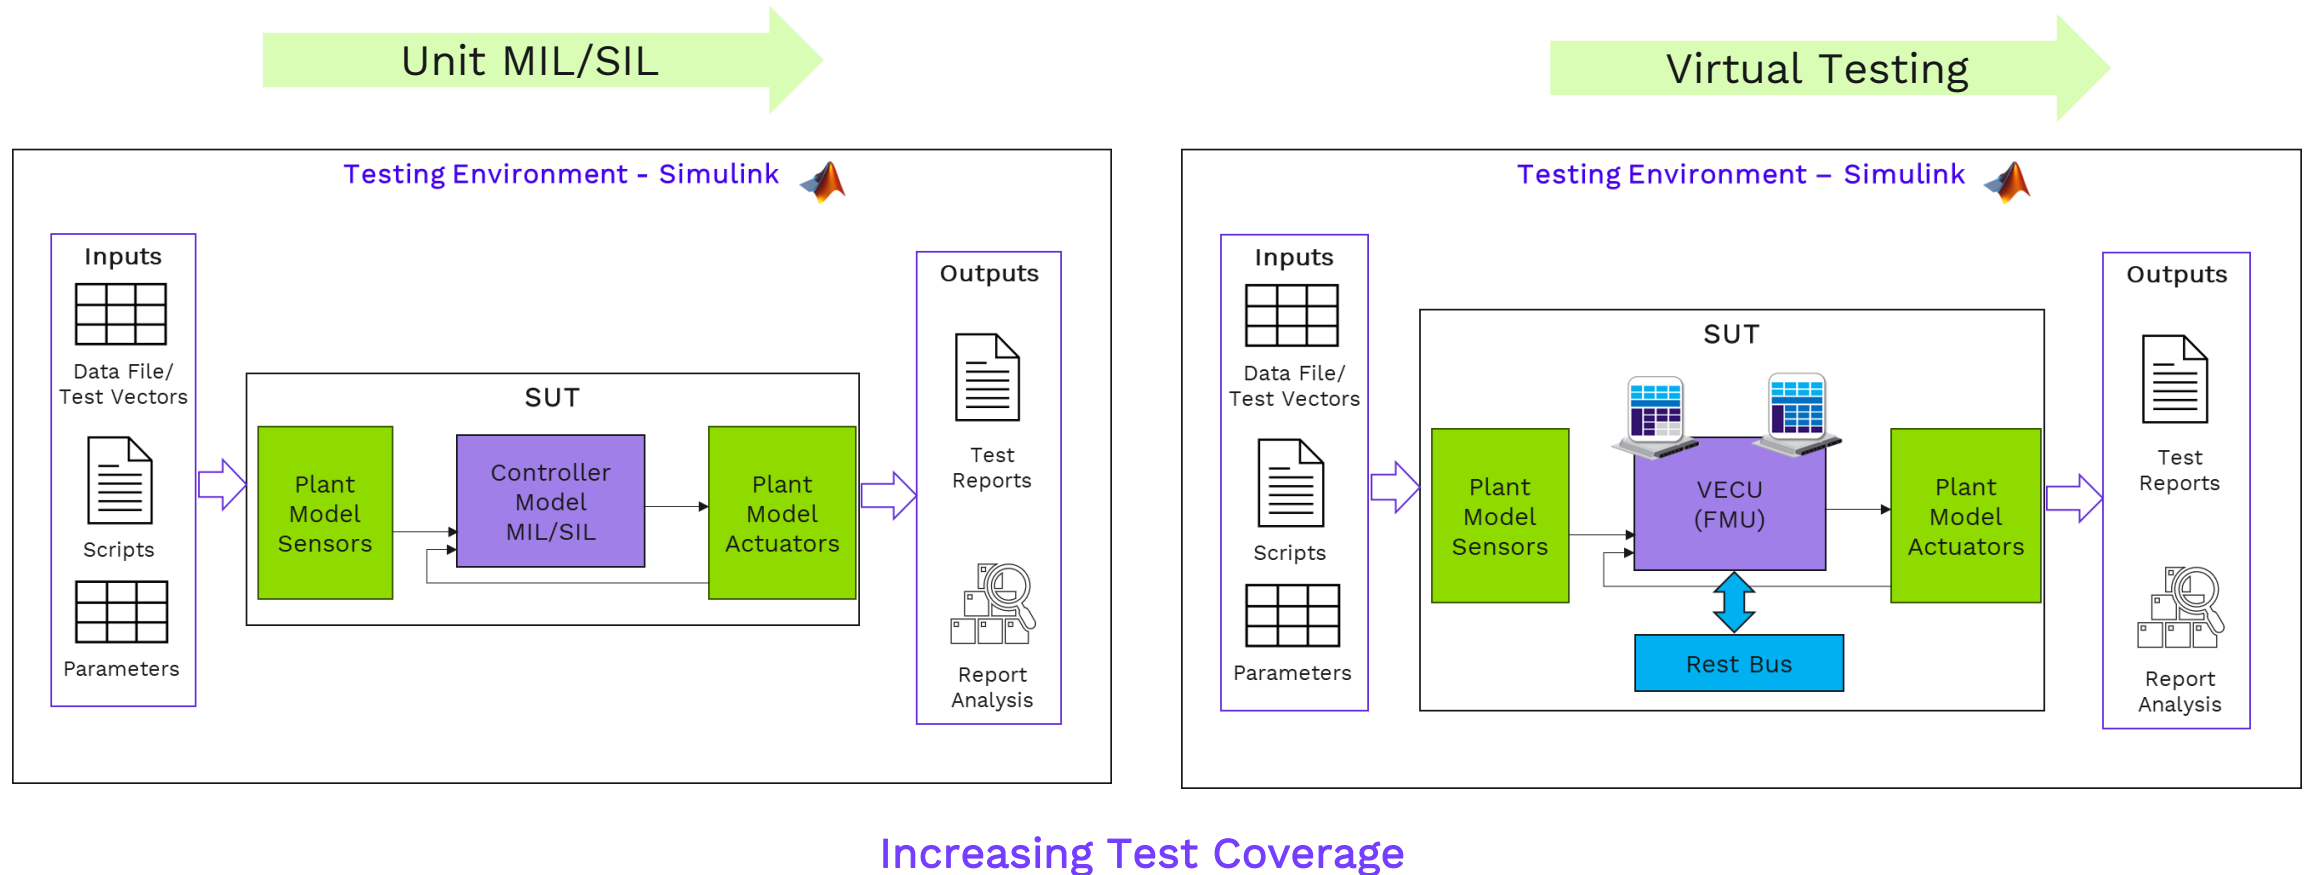 Unit MIL/SIL
Virtual Testing
Testing Environment - Simulink
Inputs
Data File/
Test Vectors
Scripts
Parameters
SUT
Plant
Model
Sensors
Controller
Model
MIL/SIL
Plant
Model
Actuators
Outputs
Test
Reports
Report
Analysis
Testing Environment – Simulink
Inputs
Data File/
Test Vectors
Scripts
Parameters
SUT
Plant
Model
Sensors
VECU
(FMU)
Plant
Model
Actuators
Rest Bus
Outputs
Test
Reports
Report
Analysis
Increasing Test Coverage